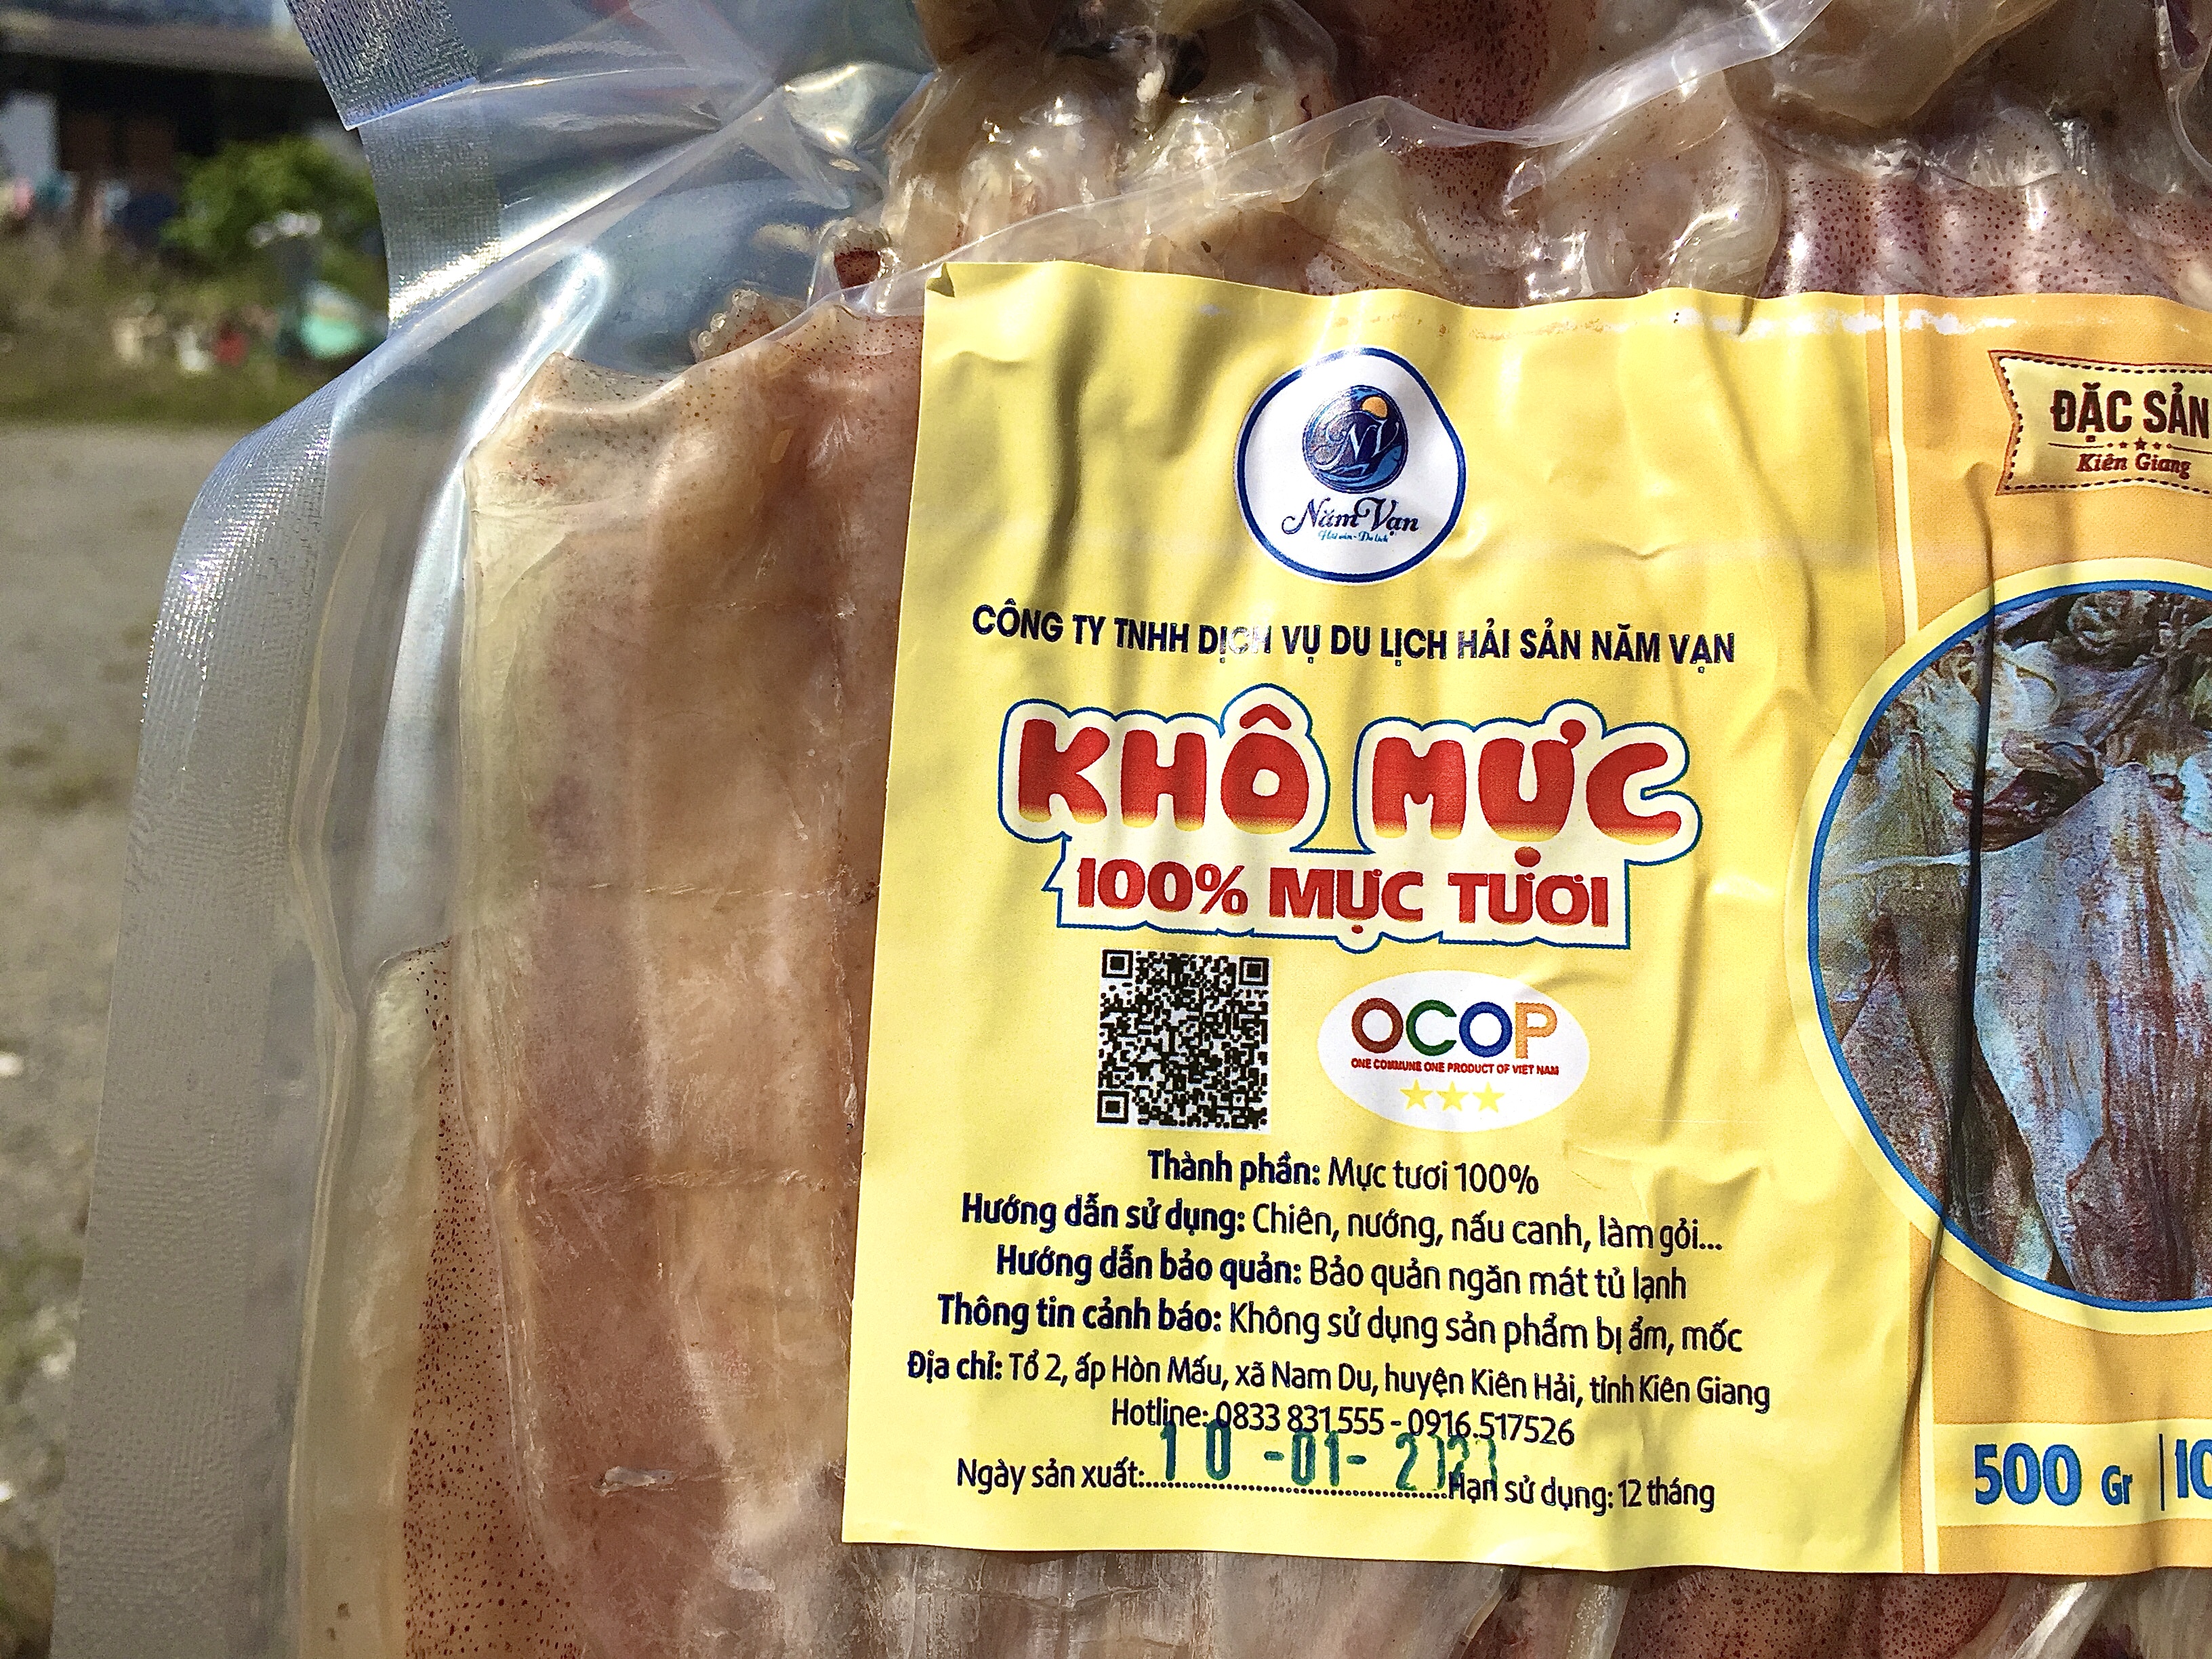 Năm Vạn
Hải sản - Du lịch
CÔNG TY TNHH DỊCH VỤ DU LỊCH HẢI SẢN NĂM VẠN
KHÔ MỰC
100% MỰC TƯƠI
OCOP
ONE COMMUNE ONE PRODUCT OF VIET NAM
Thành phần: Mực tươi 100%
Hướng dẫn sử dụng: Chiên, nướng, nấu canh, làm gỏi...
Hướng dẫn bảo quản: Bảo quản ngăn mát tủ lạnh
Thông tin cảnh báo: Không sử dụng sản phẩm bị ẩm, mốc
Địa chỉ: Tổ 2, ấp Hòn Mấu, xã Nam Du, huyện Kiên Hải, tỉnh Kiên Giang
Hotline: 0833 831 555 - 0916.517526
Ngày sản xuất: 10 -01- Hạn sử dụng: 12 tháng
ĐẶC SẢN
Kiên Giang
500 Gr